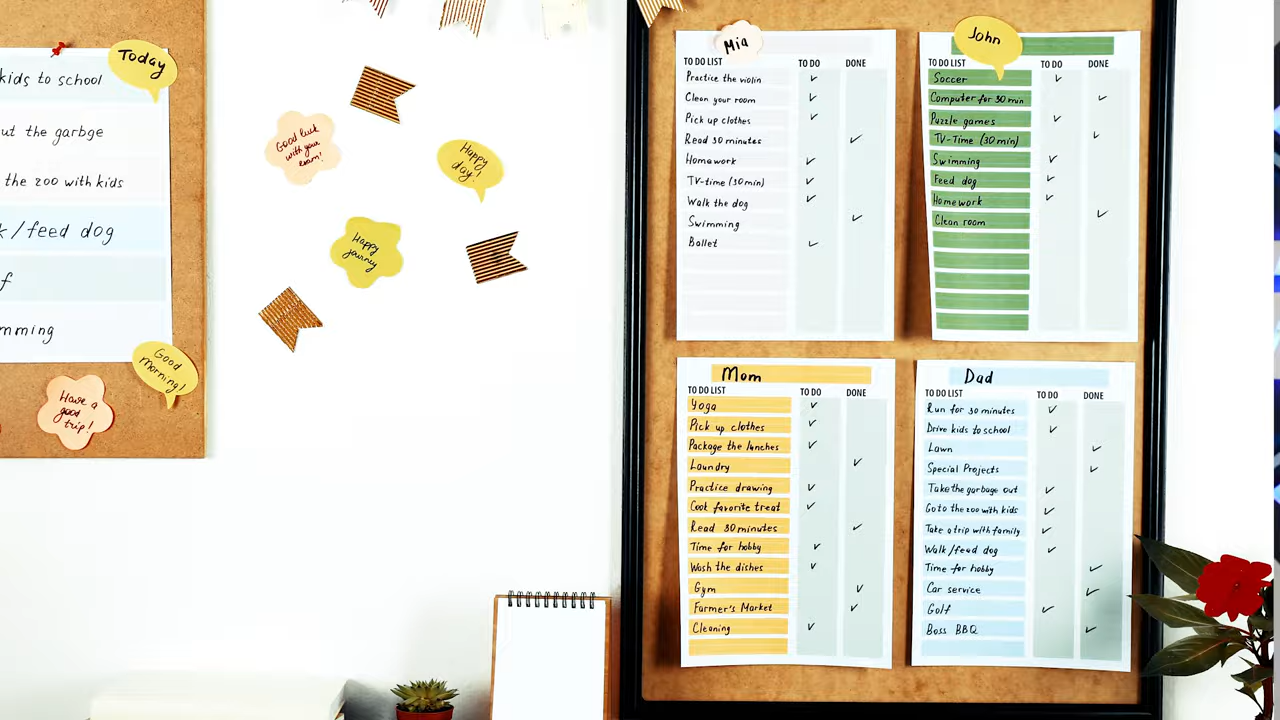 Today
kids to school
ut the garbge
the zoo with kids
k/feed dog
f
mming
Good
morning!
Have a
good
trip!
Good luck
with your
exam!
Happy
day!
Happy
journey
Mia
TO DO LIST TO DO DONE
Practice the violin
Clean your room
Pick up clothes
Read 30 minutes
Homework
TV-time (30min)
Walk the dog
Swimming
Ballet
John
TO DO LIST TO DO DONE
Soccer
Computer for 30 min
Puzzle games
TV-Time (30 min)
Swimming
Feed dog
Homework
Clean room
Mom
TO DO LIST TO DO DONE
Yoga
Pick up clothes
Package the lunches
Laundry
Practice drawing
Cook favorite treat
Read 30 minutes
Time for hobby
Wash the dishes
Gym
Farmer's Market
Cleaning
Dad
TO DO LIST TO DO DONE
Run for 30 minutes
Drive kids to school
Lawn
Special Projects
Take the garbage out
Go to the zoo with kids
Take a trip with family
Walk/feed dog
Time for hobby
Car service
Golf
Boss BBQ